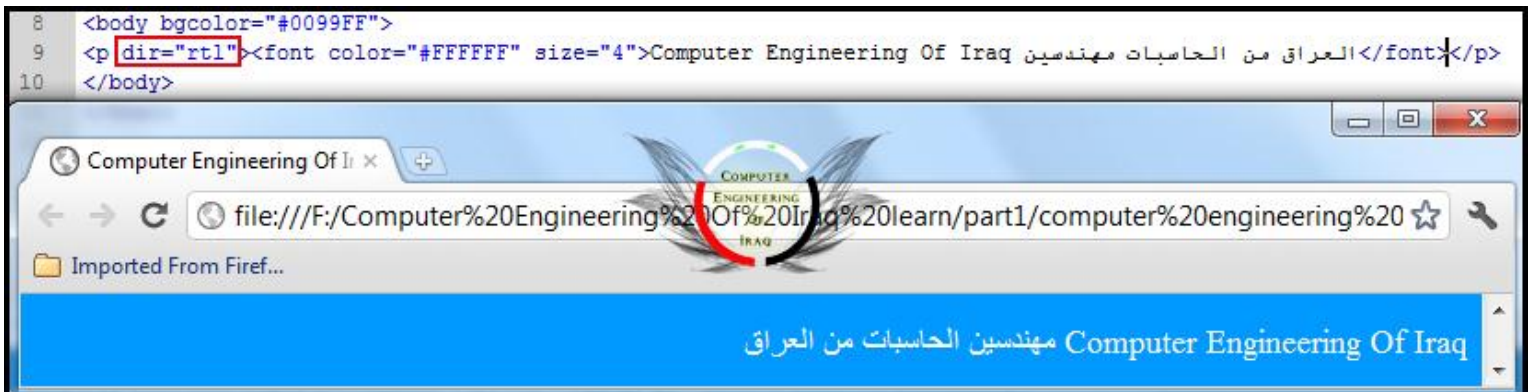 8 <body bgcolor="#0099FF">
9 <p dir="rtl"><font color="#FFFFFF" size="4">Computer Engineering Of Iraq مهندسين الحاسبات من العراق</font></p>
10 </body>
Computer Engineering Of Ir
file:///F:/Computer%20Engineering%20Of%20Iraq%20learn/part1/computer%20engineering%20
COMPUTER
ENGINEERING
OF
IRAQ
Imported From Firef...
Computer Engineering Of Iraq مهندسين الحاسبات من العراق